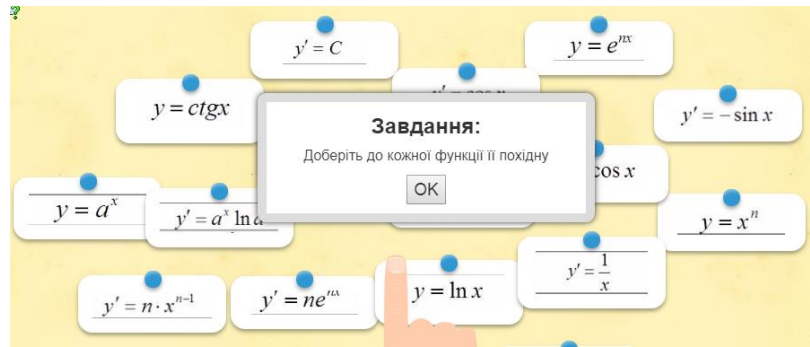 y' = C
y = e^{nx}
y = ctgx
y' = − sin x
Завдання:
Доберіть до кожної функції її похідну
OK
cos x
y = a^x
y' = a^x ln a
y = x^n
y' = n · x^{n−1}
y' = ne^{nx}
y = ln x
y' = 1/x